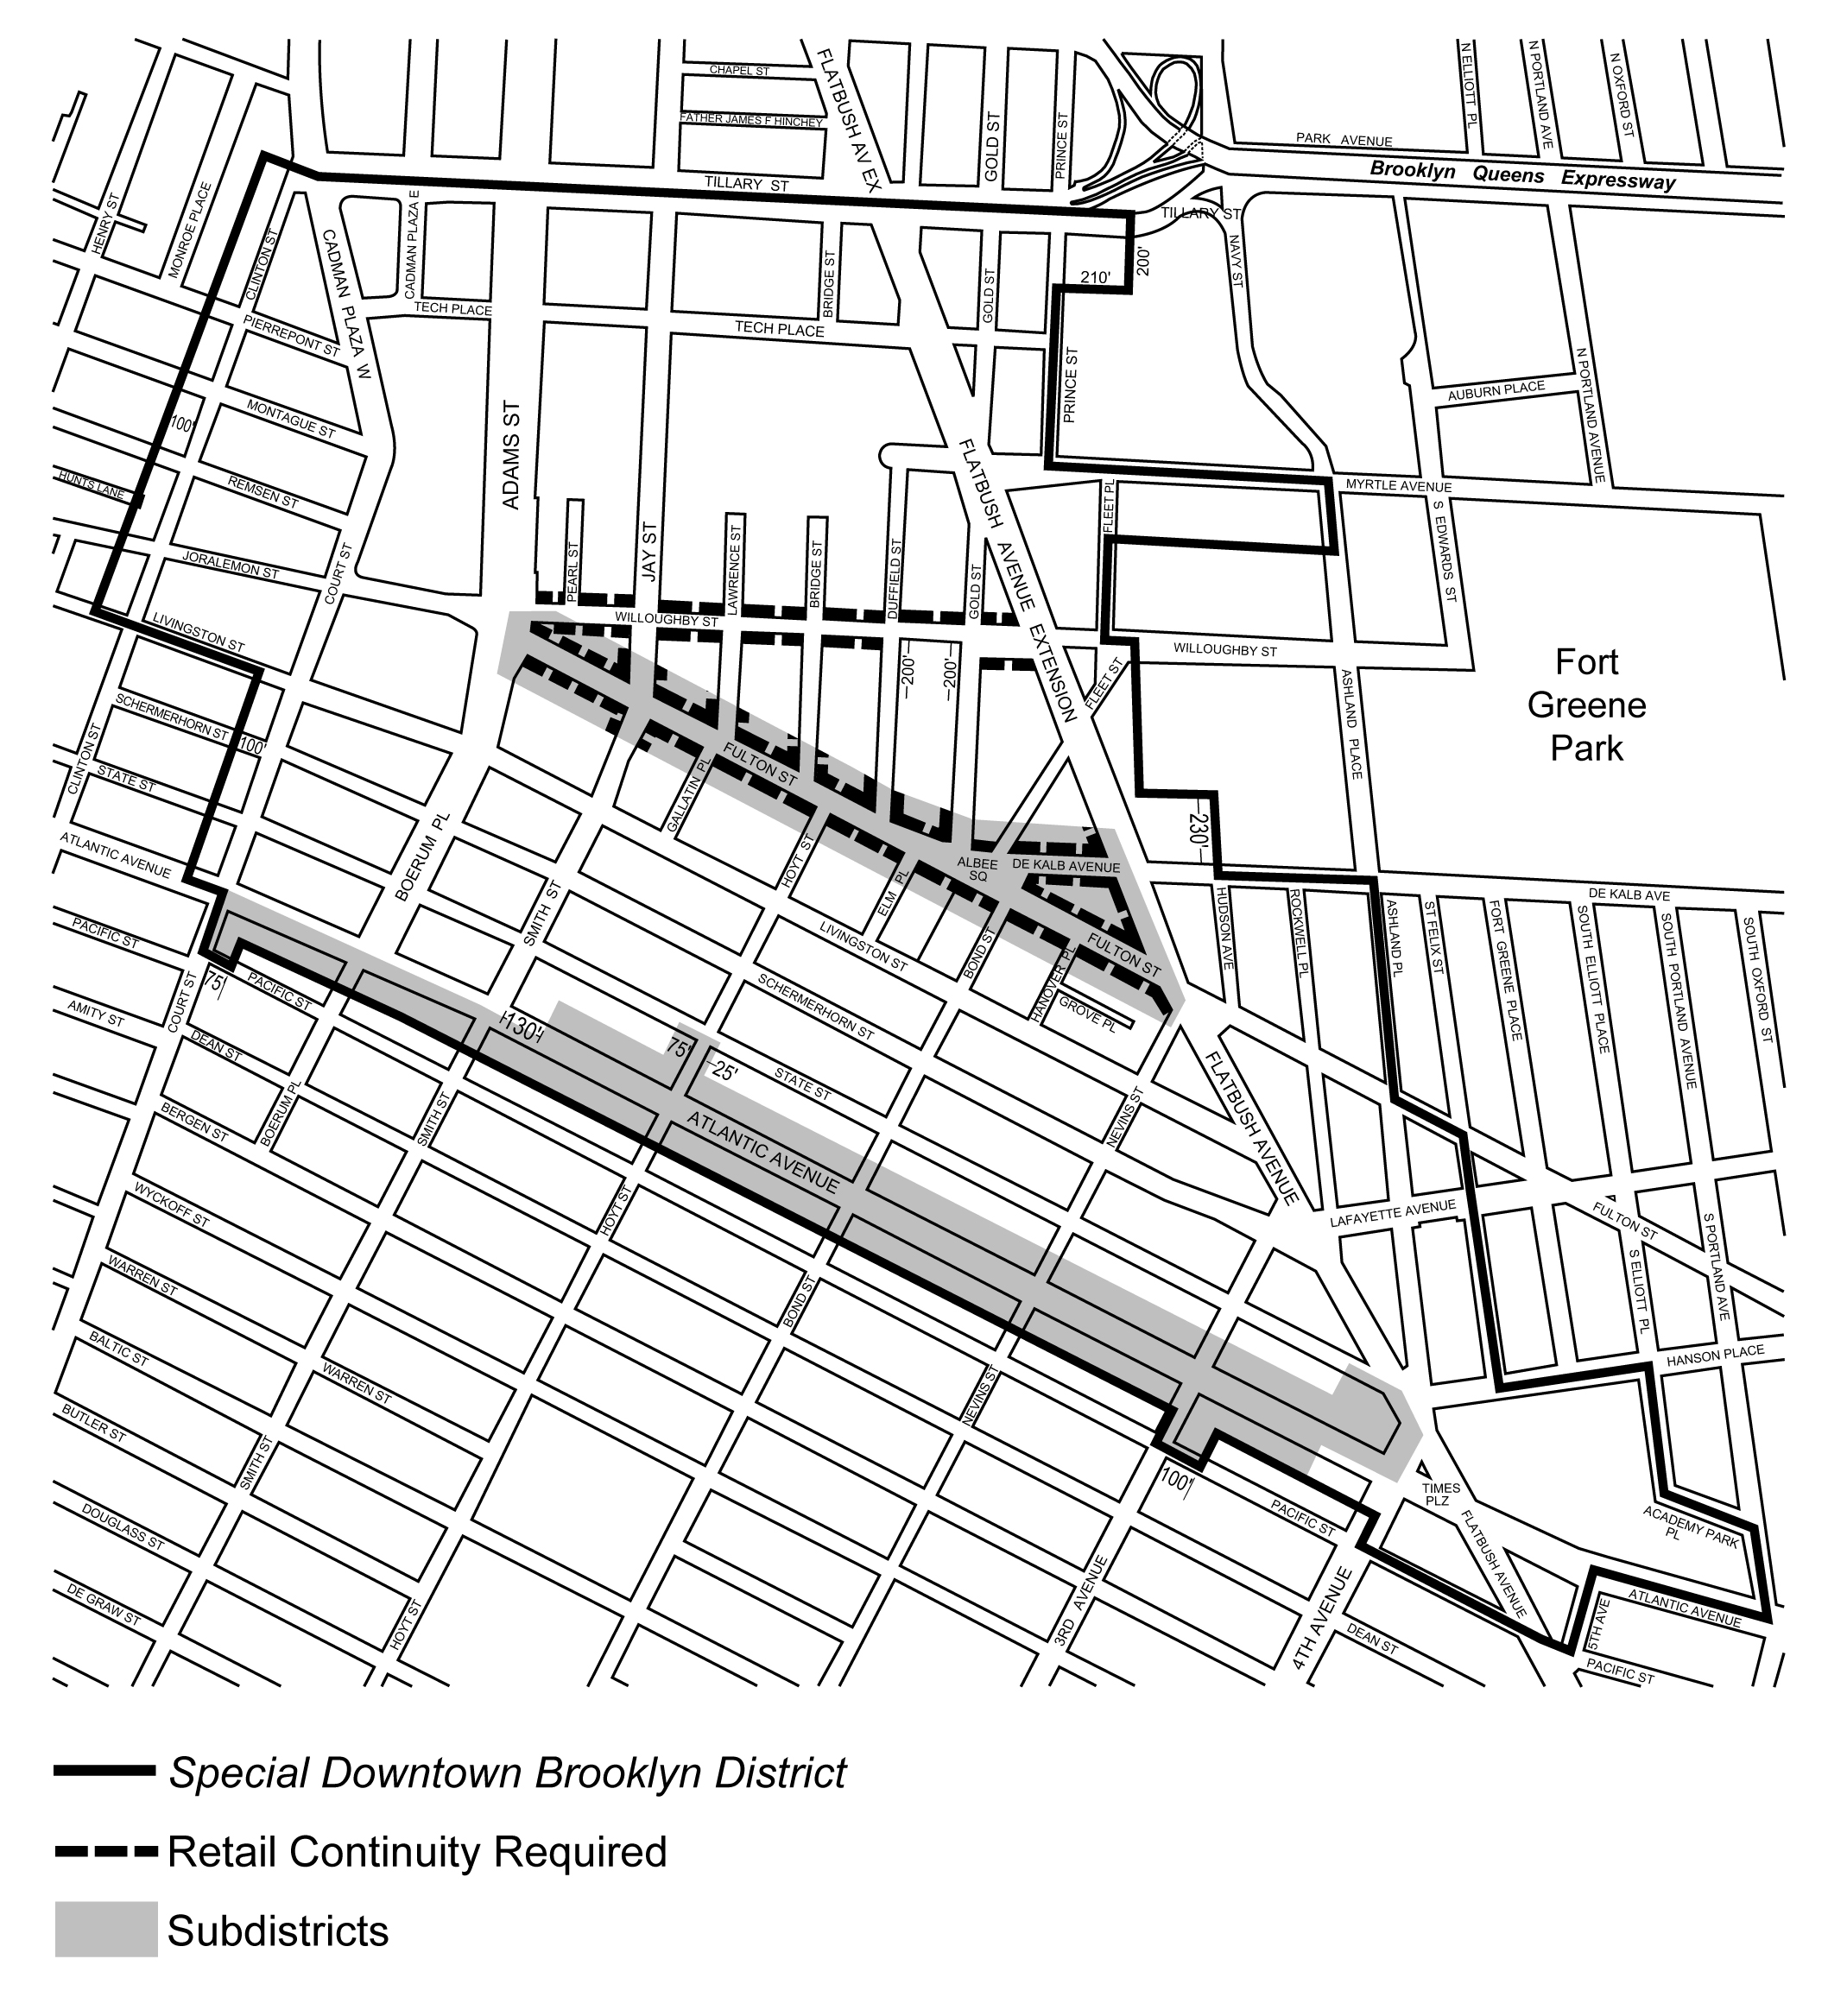 CHAPEL ST
FLATBUSH AV EX
FATHER JAMES F HINCHEY
GOLD ST
PRINCE ST
N ELLIOTT PL
N PORTLAND AVE
N OXFORD ST
PARK AVENUE
Brooklyn Queens Expressway
TILLARY ST
TILLARY ST
HENRY ST
MONROE PLACE
CLINTON ST
CADMAN PLAZA W
CADMAN PLAZA E
BRIDGE ST
GOLD ST
NAVY ST
200'
210'
TECH PLACE
TECH PLACE
PIERREPONT ST
PRINCE ST
N PORTLAND AVENUE
AUBURN PLACE
100'
MONTAGUE ST
ADAMS ST
FLATBUSH AVENUE EXTENSION
HUNTS LANE
REMSEN ST
MYRTLE AVENUE
FLEET PL
S EDWARDS ST
JORALEMON ST
COURT ST
PEARL ST
JAY ST
LAWRENCE ST
BRIDGE ST
DUFFIELD ST
GOLD ST
WILLOUGHBY ST
WILLOUGHBY ST
LIVINGSTON ST
200'
200'
FLEET ST
ASHLAND PLACE
Fort
Greene
Park
SCHERMERHORN ST
100'
CLINTON ST
STATE ST
FULTON ST
GALLATIN PL
230'
ATLANTIC AVENUE
BOERUM PL
HOYT ST
ELM PL
ALBEE
SQ
DE KALB AVENUE
DE KALB AVE
SMITH ST
PACIFIC ST
LIVINGSTON ST
BOND ST
HANOVER PL
FULTON ST
GROVE PL
HUDSON AVE
ROCKWELL PL
ASHLAND PL
ST FELIX ST
FORT GREENE PLACE
SOUTH ELLIOTT PLACE
SOUTH PORTLAND AVENUE
SOUTH OXFORD ST
75'
PACIFIC ST
COURT ST
AMITY ST
DEAN ST
130'
75'
25'
SCHERMERHORN ST
STATE ST
BERGEN ST
BOERUM PL
SMITH ST
ATLANTIC AVENUE
NEVINS ST
FLATBUSH AVENUE
LAFAYETTE AVENUE
FULTON ST
S PORTLAND AVE
S ELLIOTT PL
HANSON PLACE
WYCKOFF ST
HOYT ST
WARREN ST
BOND ST
BALTIC ST
WARREN ST
NEVINS ST
BUTLER ST
SMITH ST
100'
TIMES
PLZ
PACIFIC ST
FLATBUSH AVENUE
ACADEMY PARK
PL
DOUGLASS ST
DE GRAW ST
HOYT ST
3RD AVENUE
4TH AVENUE
DEAN ST
5TH AVE
ATLANTIC AVENUE
PACIFIC ST
Special Downtown Brooklyn District
Retail Continuity Required
Subdistricts